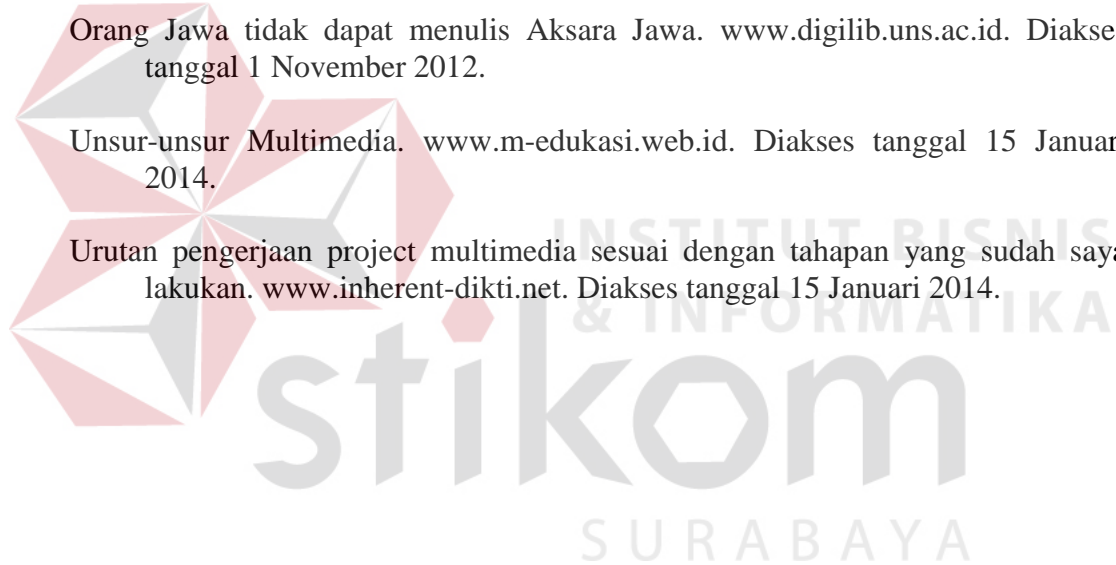 Orang Jawa tidak dapat menulis Aksara Jawa. www.digilib.uns.ac.id. Diakse
tanggal 1 November 2012.
Unsur-unsur Multimedia. www.m-edukasi.web.id. Diakses tanggal 15 Januar
2014.
Urutan pengerjaan project multimedia sesuai dengan tahapan yang sudah saya
lakukan. www.inherent-dikti.net. Diakses tanggal 15 Januari 2014.
INSTITUT BISNIS
& INFORMATIKA
stikom
SURABAYA